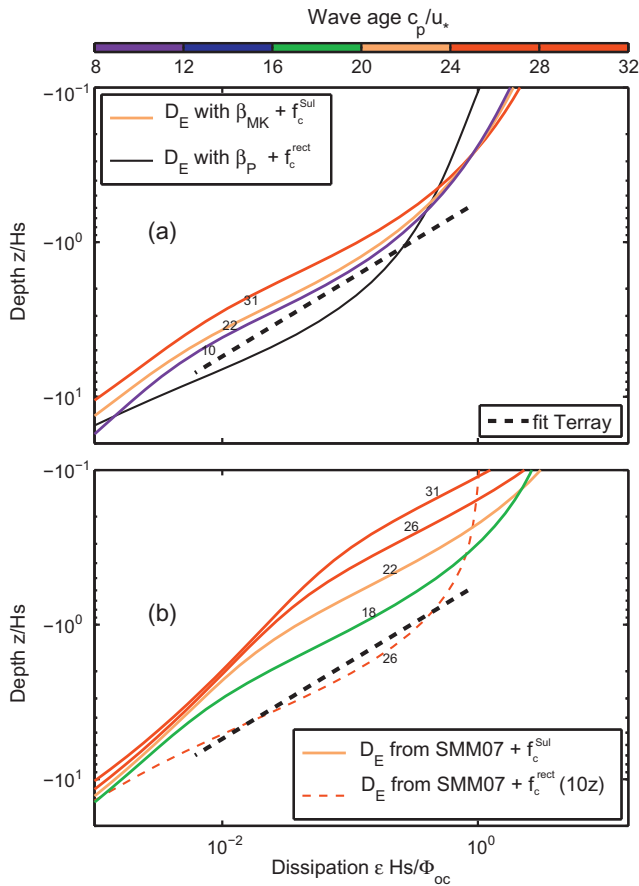 Wave age c_p/u_*
8 12 16 20 24 28 32
-10^-1
-10^0
-10^1
Depth z/Hs
D_E with β_MK + f_c^Sul
D_E with β_P + f_c^rect
(a)
31
22
10
fit Terray
-10^-1
-10^0
-10^1
Depth z/Hs
31
26
22
18
26
(b)
D_E from SMM07 + f_c^Sul
D_E from SMM07 + f_c^rect (10z)
10^-2 10^0
Dissipation ε Hs/Φ_oc